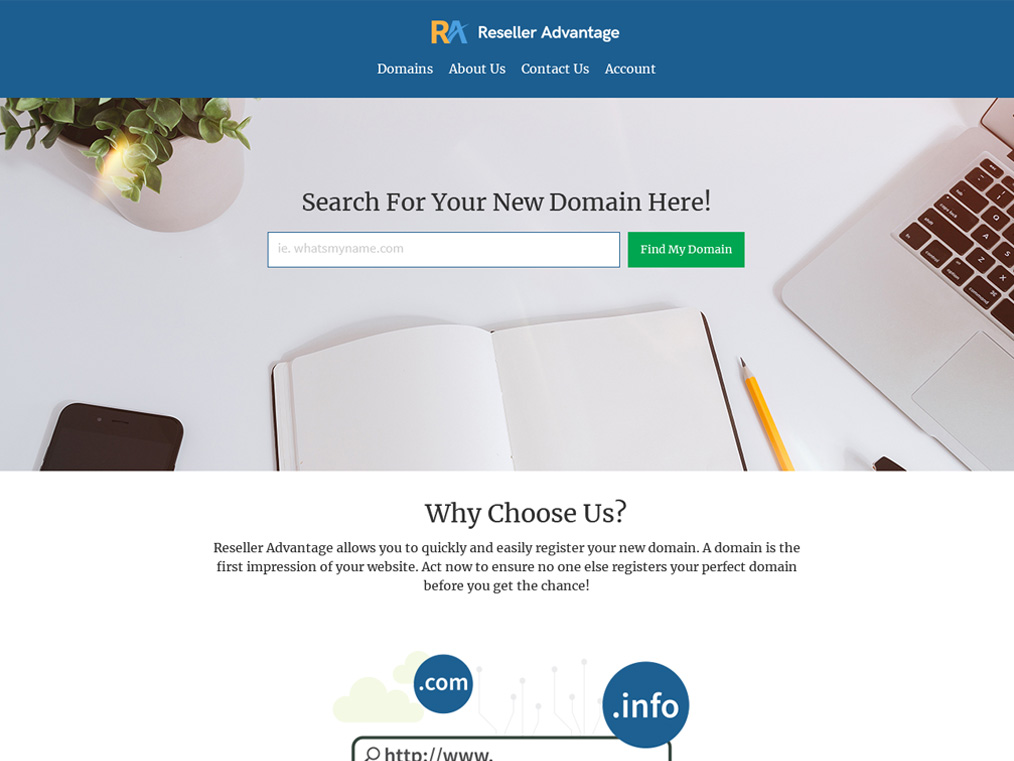 RA Reseller Advantage
Domains About Us Contact Us Account
Search For Your New Domain Here!
ie. whatsmyname.com
Find My Domain
Why Choose Us?
Reseller Advantage allows you to quickly and easily register your new domain. A domain is the
first impression of your website. Act now to ensure no one else registers your perfect domain
before you get the chance!
.com
.info
http://www.